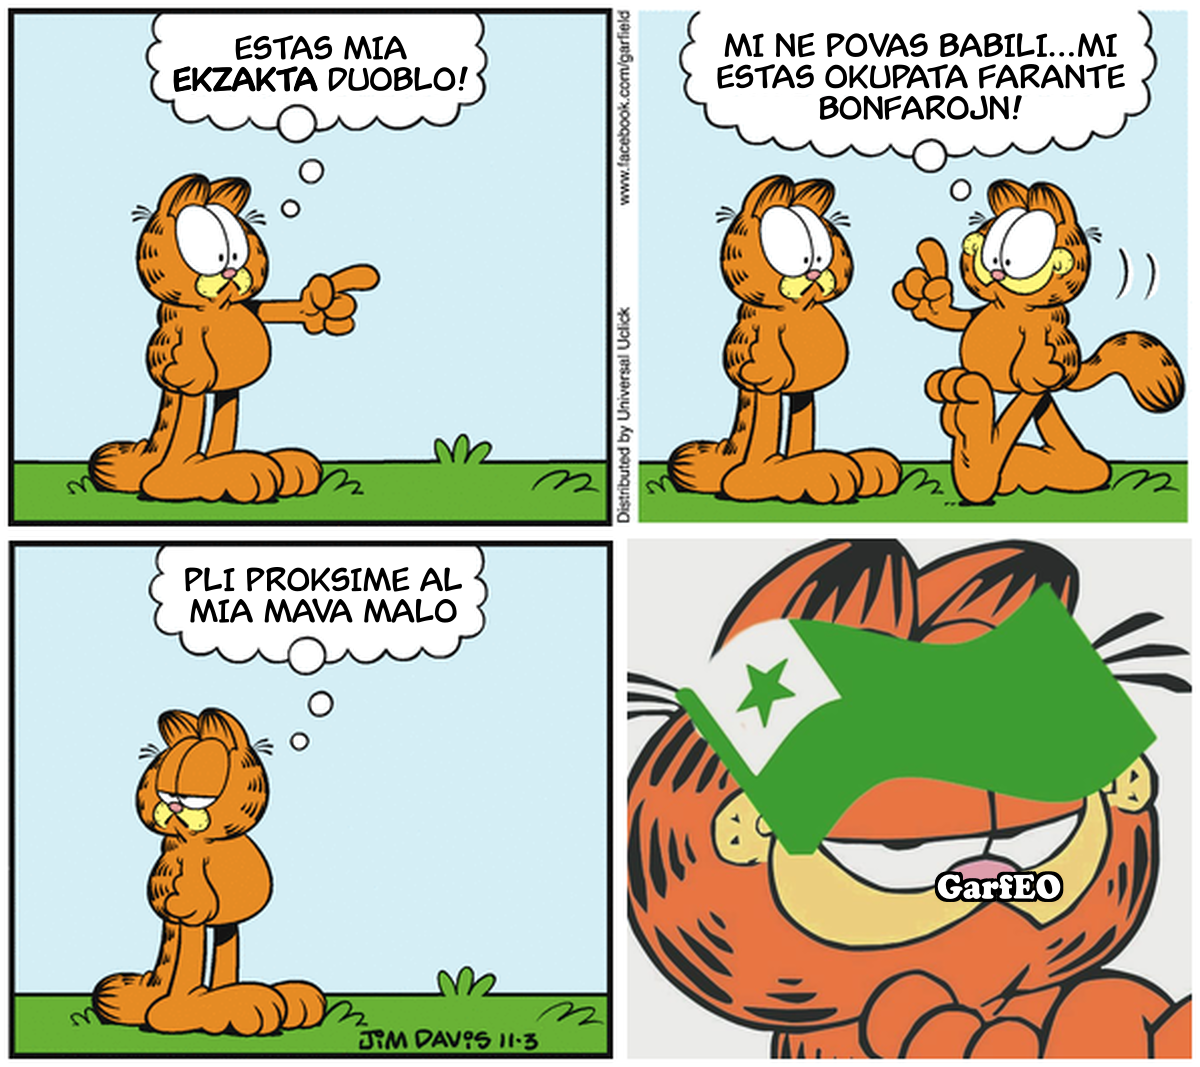 ESTAS MIA
EKZAKTA DUOBLO!
www.facebook.com/garfield
Distributed by Universal Uclick
MI NE POVAS BABILI...MI
ESTAS OKUPATA FARANTE
BONFAROJN!
PLI PROKSIME AL
MIA MAVA MALO
JIM DAVIS 11·3
GarfEO